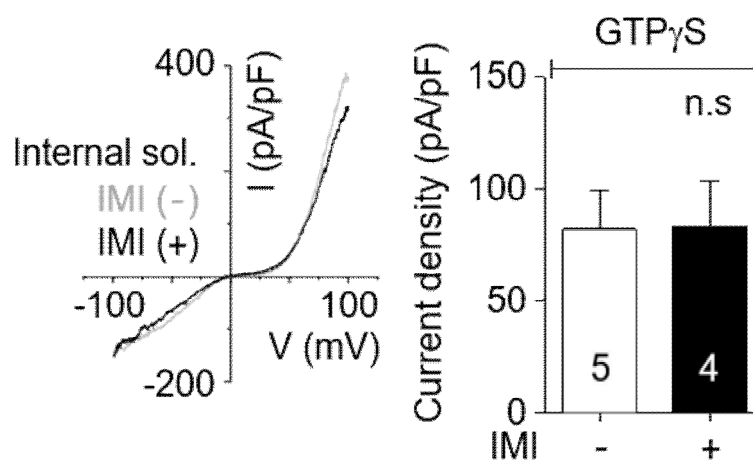 400
I (pA/pF)
Internal sol.
IMI (-)
IMI (+)
-100
100
V (mV)
-200
GTPγS
Current density (pA/pF)
150
n.s
100
50
0
5
4
IMI - +